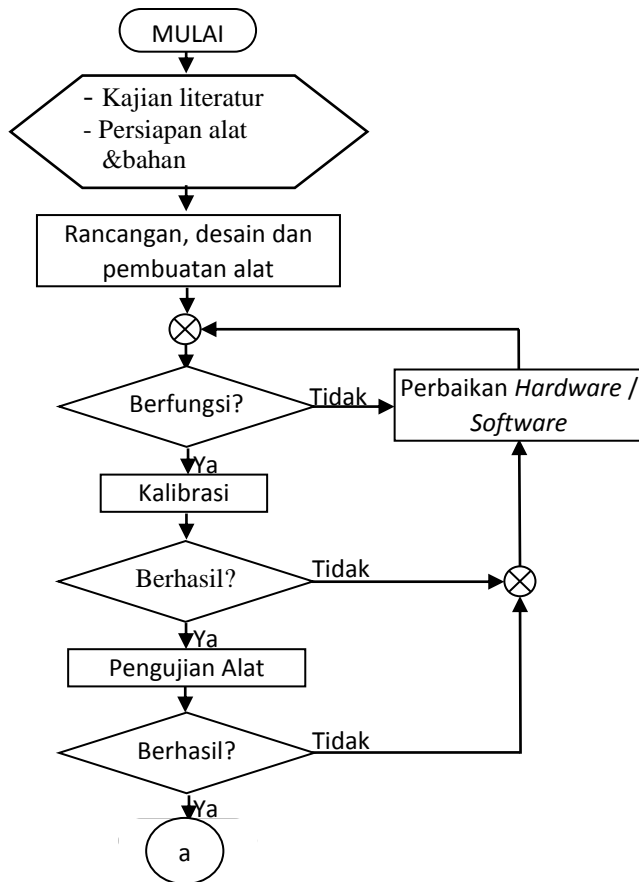 MULAI
- Kajian literatur
- Persiapan alat
&bahan
Rancangan, desain dan
pembuatan alat
Berfungsi?
Tidak
Perbaikan Hardware /
Software
Ya
Kalibrasi
Berhasil?
Tidak
Ya
Pengujian Alat
Berhasil?
Tidak
Ya
a